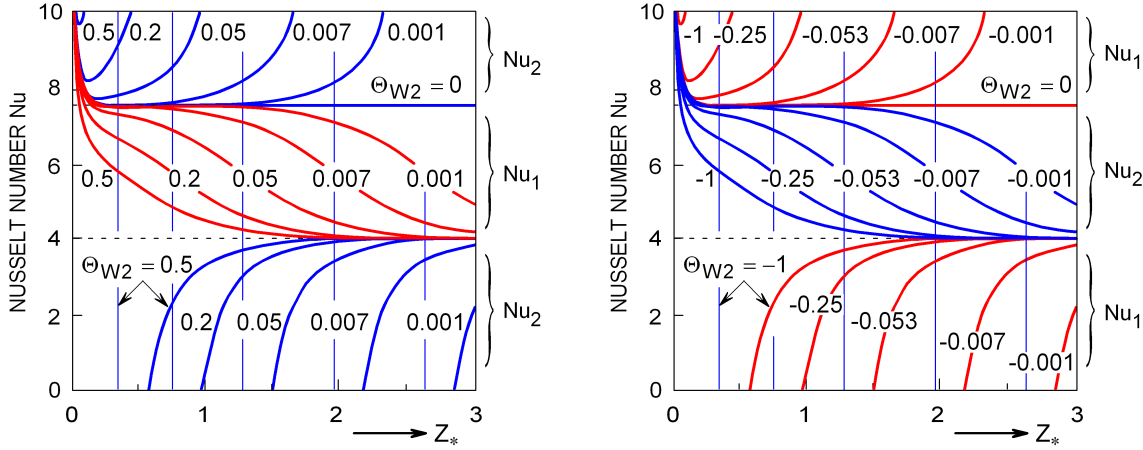 NUSSELT NUMBER Nu
10
8
6
4
2
0
0.5 0.2 0.05 0.007 0.001
Nu2
ΘW2 = 0
0.5 0.2 0.05 0.007 0.001
Nu1
ΘW2 = 0.5
0.2 0.05 0.007 0.001
Nu2
0 1 2 3
Z*
NUSSELT NUMBER Nu
10
8
6
4
2
0
-1 -0.25 -0.053 -0.007 -0.001
Nu1
ΘW2 = 0
-1 -0.25 -0.053 -0.007 -0.001
Nu2
ΘW2 = −1
-0.25
-0.053
-0.007
-0.001
Nu1
0 1 2 3
Z*